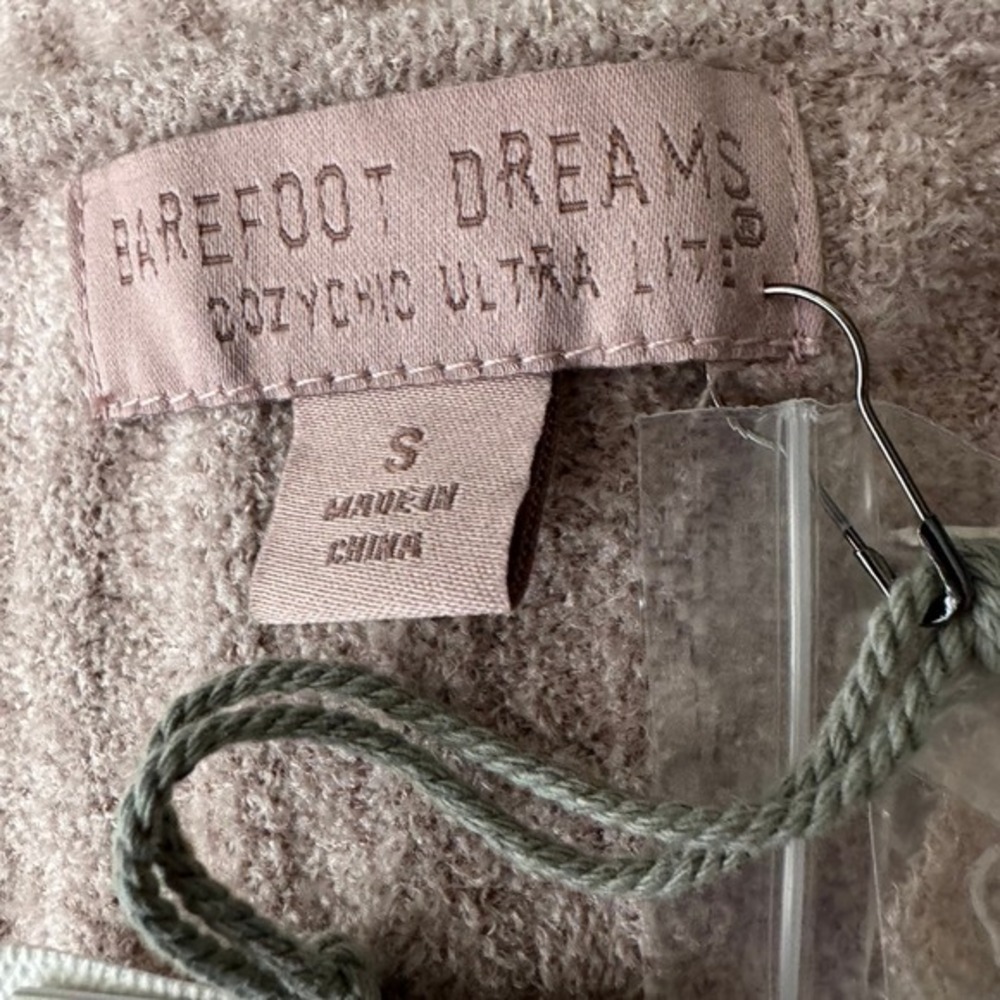 BAREFOOT DREAMS®
COZYCHIC ULTRA LITE
S
MADE IN
CHINA